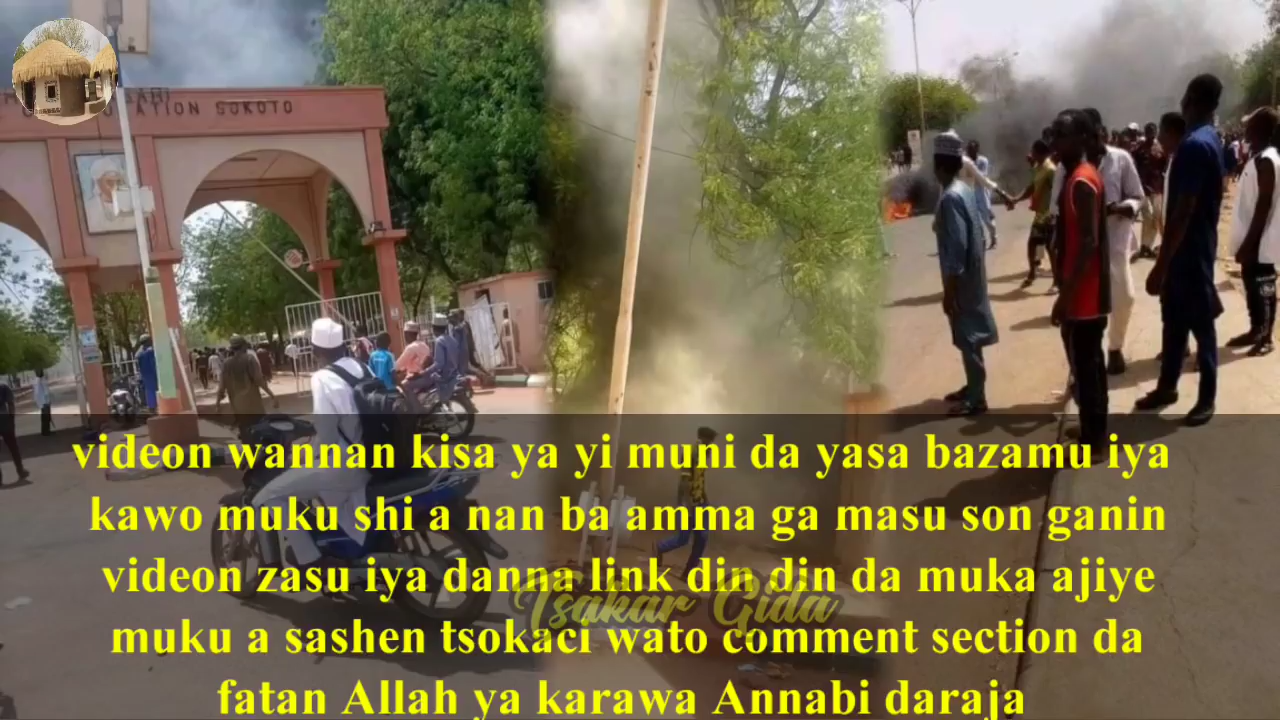 ATION SOKOTO
videon wannan kisa ya yi muni da yasa bazamu iya
kawo muku shi a nan ba amma ga masu son ganin
videon zasu iya danna link din din da muka ajiye
muku a sashen tsokaci wato comment section da
fatan Allah ya karawa Annabi daraja
Tsakar Gida